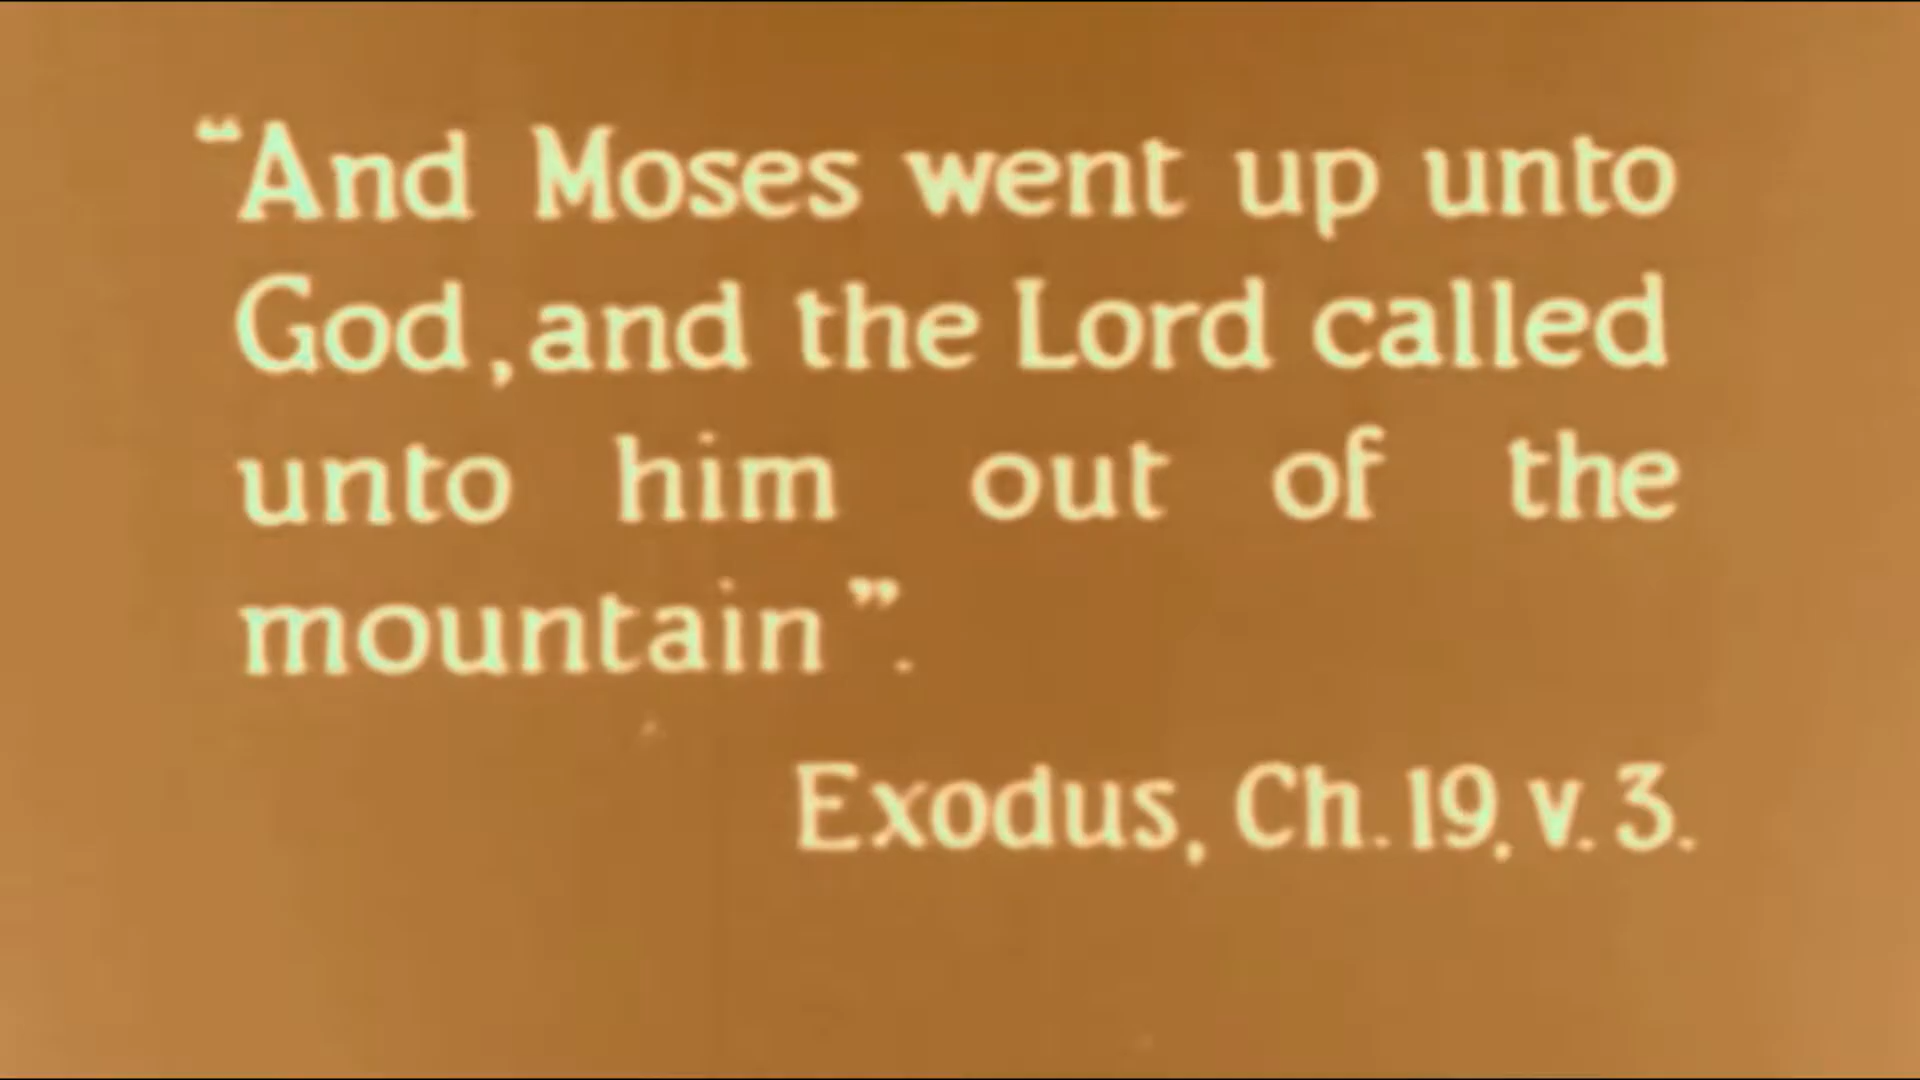 “And Moses went up unto
God, and the Lord called
unto him out of the
mountain”.
Exodus, Ch. 19, v. 3.